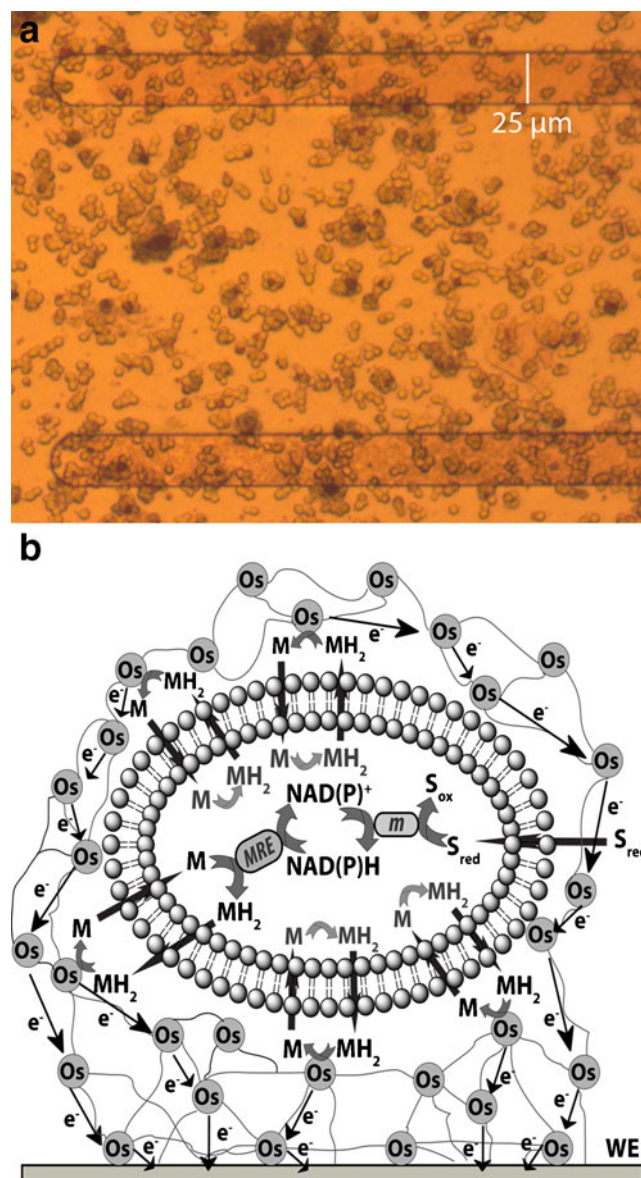 a
25 μm
b
Os
Os
Os
e⁻
Os
M
MH₂
Os
e⁻
Os
Os
MH₂
e⁻
M
Os
e⁻
Os
e⁻
M
MH₂
Os
MH₂
M
NAD(P)⁺
Sox
Os
e⁻
e⁻
MRE
m
Os
M
NAD(P)H
Sred
Sred
e⁻
MH₂
Os
M
MH₂
M
e⁻
M
MH₂
Os
Os
Os
MH₂
MH₂
e⁻
e⁻
M
Os
e⁻
Os
Os
M
MH₂
e⁻
e⁻
Os
Os
Os
Os
Os
e⁻
e⁻
Os
e⁻
e⁻
e⁻
Os
e⁻
Os
e⁻
Os
e⁻
Os
WE